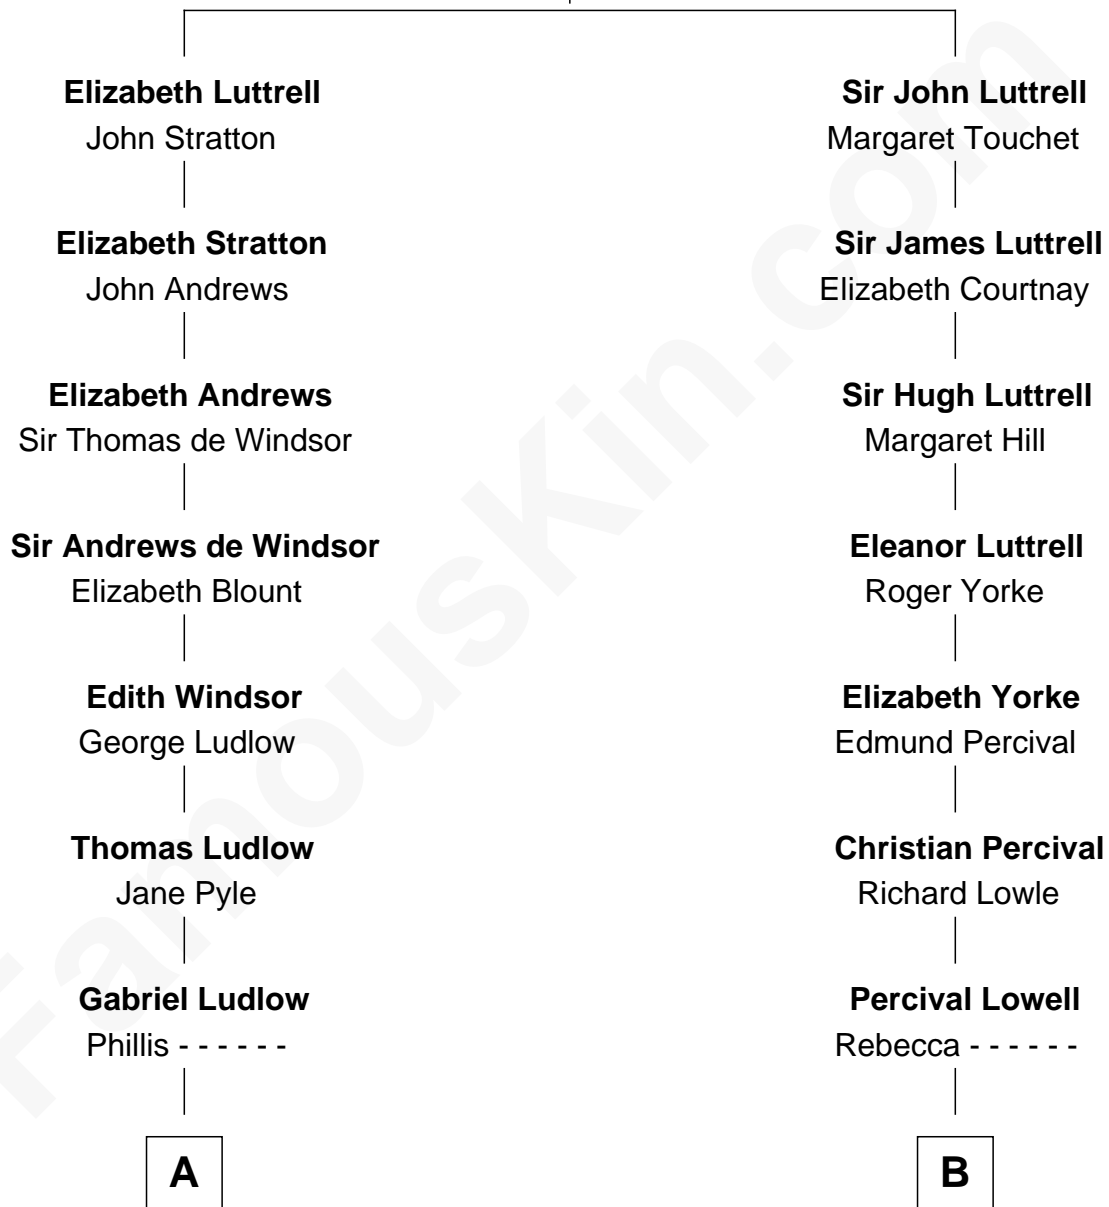 Elizabeth Luttrell
John Stratton
Elizabeth Stratton
John Andrews
Elizabeth Andrews
Sir Thomas de Windsor
Sir Andrews de Windsor
Elizabeth Blount
Edith Windsor
George Ludlow
Thomas Ludlow
Jane Pyle
Gabriel Ludlow
Phillis - - - - - -
A
Sir John Luttrell
Margaret Touchet
Sir James Luttrell
Elizabeth Courtnay
Sir Hugh Luttrell
Margaret Hill
Eleanor Luttrell
Roger Yorke
Elizabeth Yorke
Edmund Percival
Christian Percival
Richard Lowle
Percival Lowell
Rebecca - - - - - -
B
FamousKin.com